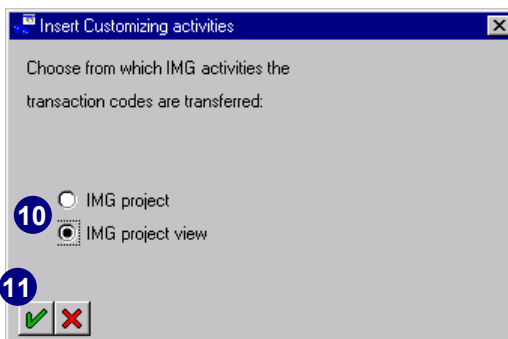 Insert Customizing activities
Choose from which IMG activities the
transaction codes are transferred:
IMG project
10
IMG project view
11